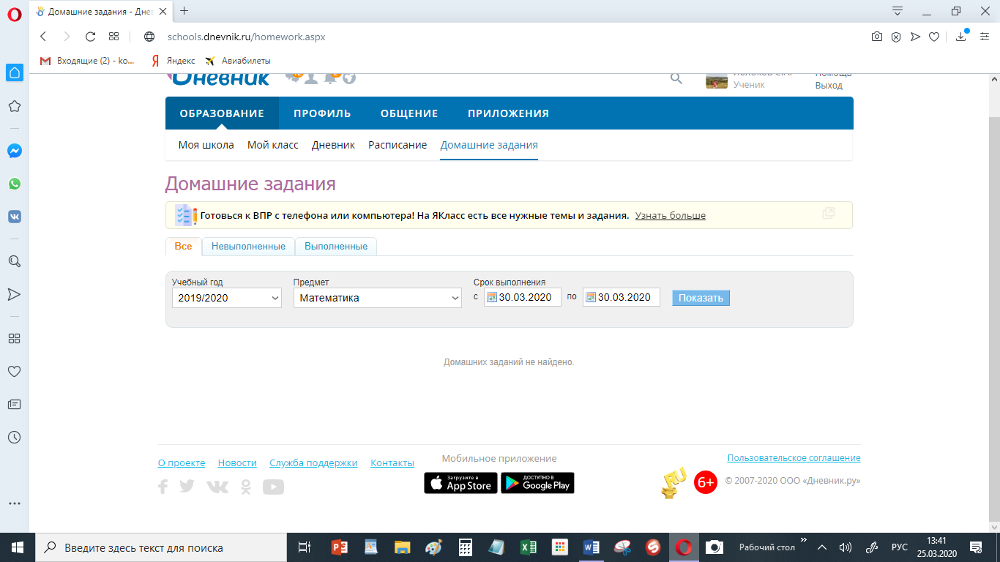 Домашние задания - Днев
schools.dnevnik.ru/homework.aspx
Входящие (2) - ko...
Яндекс
Авиабилеты
Дневник
Помощь
Ученик
Выход
ОБРАЗОВАНИЕ
ПРОФИЛЬ
ОБЩЕНИЕ
ПРИЛОЖЕНИЯ
Моя школа
Мой класс
Дневник
Расписание
Домашние задания
Домашние задания
Готовься к ВПР с телефона или компьютера! На ЯКласс есть все нужные темы и задания. Узнать больше
Все
Невыполненные
Выполненные
Учебный год
Предмет
Срок выполнения
2019/2020
Математика
с 30.03.2020 по 30.03.2020
Показать
Домашних заданий не найдено.
О проекте
Новости
Служба поддержки
Контакты
Мобильное приложение
Загрузите в
App Store
ДОСТУПНО В
Google Play
RU
6+
Пользовательское соглашение
© 2007-2020 ООО «Дневник.ру»
Введите здесь текст для поиска
Рабочий стол
РУС
13:41
25.03.2020